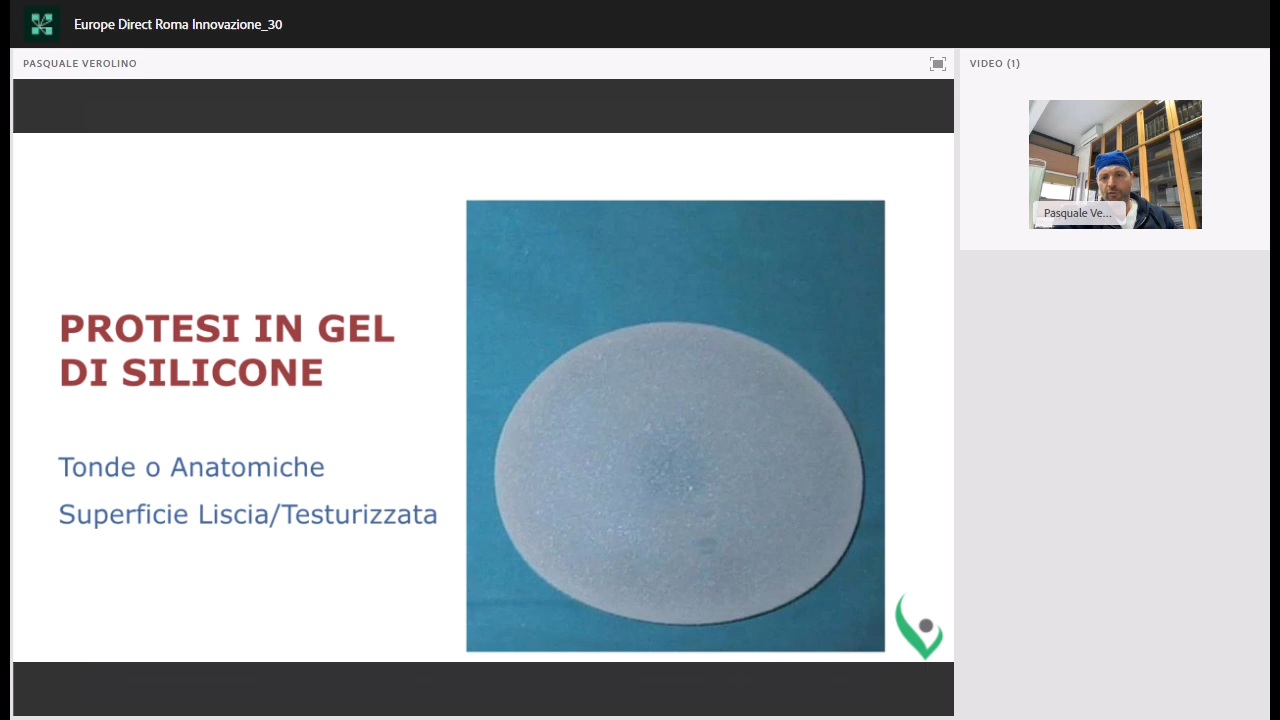 Europe Direct Roma Innovazione_30
PASQUALE VEROLINO
VIDEO (1)
Pasquale Ve...
PROTESI IN GEL
DI SILICONE
Tonde o Anatomiche
Superficie Liscia/Testurizzata